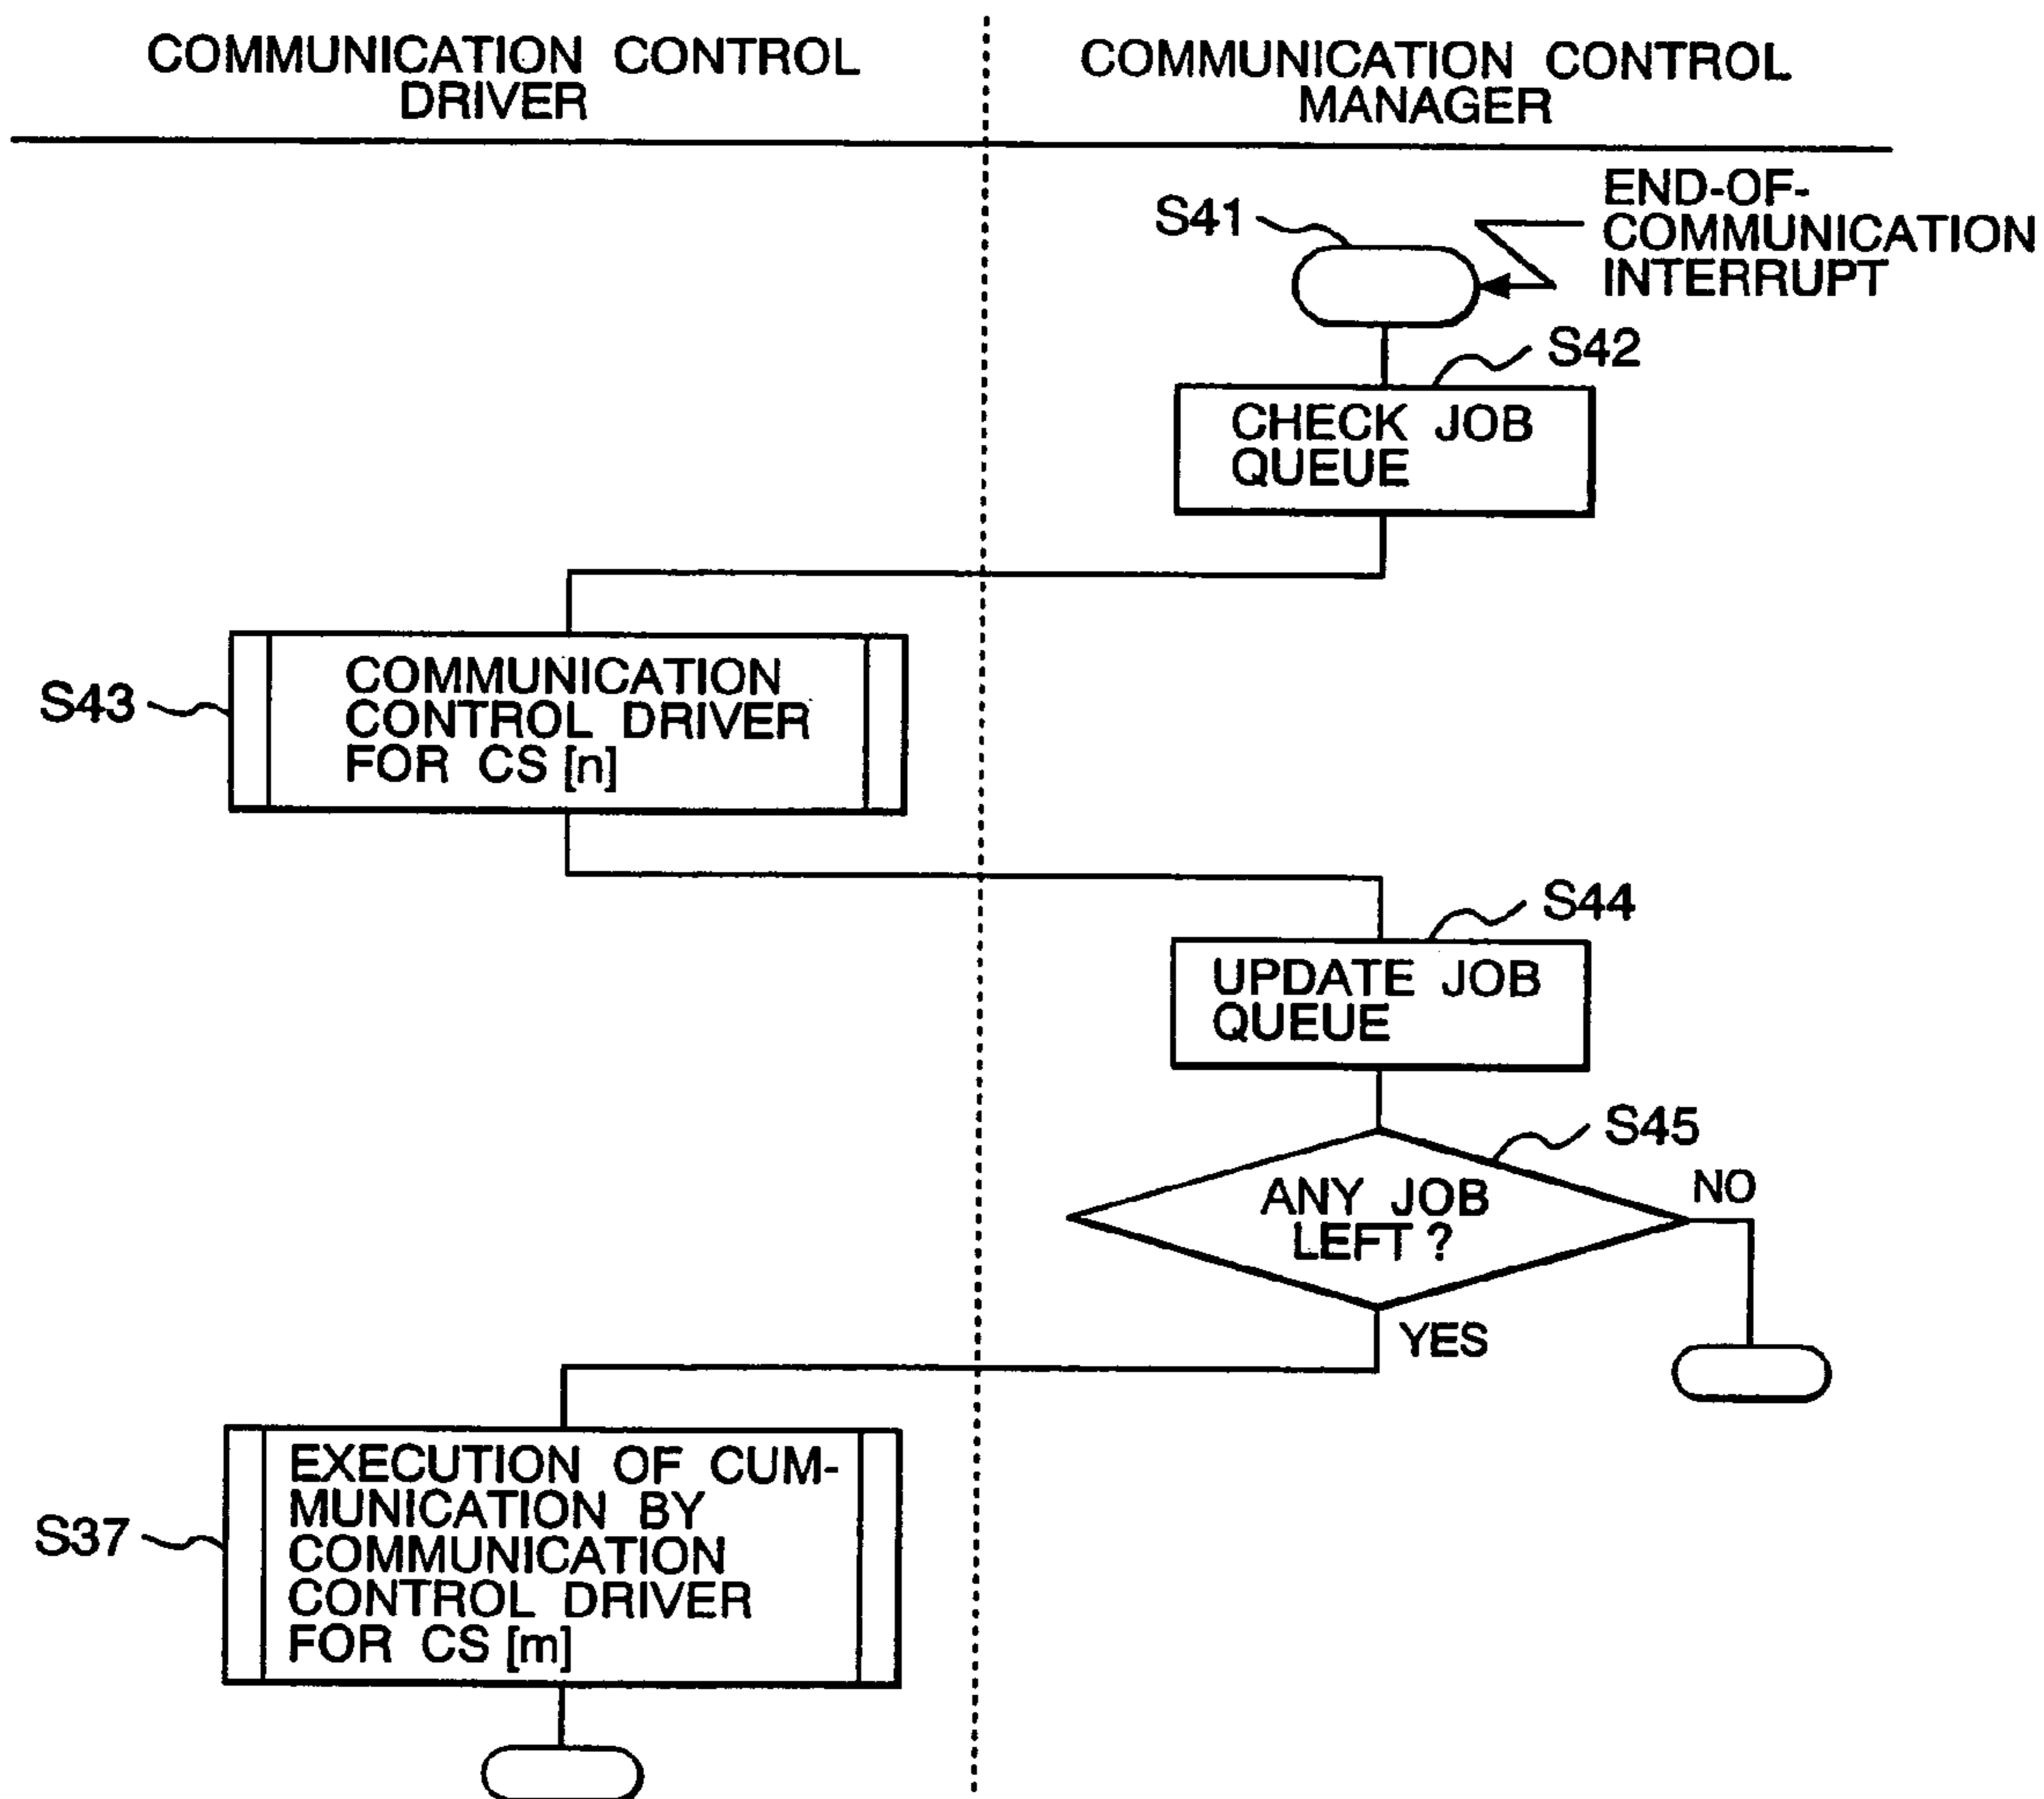 COMMUNICATION CONTROL
DRIVER
COMMUNICATION CONTROL
MANAGER
S41
END-OF-
COMMUNICATION
INTERRUPT
S42
CHECK JOB
QUEUE
S43
COMMUNICATION
CONTROL DRIVER
FOR CS [n]
S44
UPDATE JOB
QUEUE
S45
ANY JOB
LEFT ?
NO
YES
S37
EXECUTION OF CUM-
MUNICATION BY
COMMUNICATION
CONTROL DRIVER
FOR CS [m]